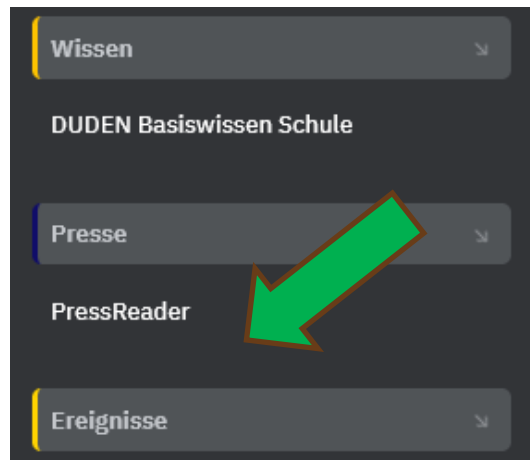 Wissen
DUDEN Basiswissen Schule
Presse
PressReader
Ereignisse